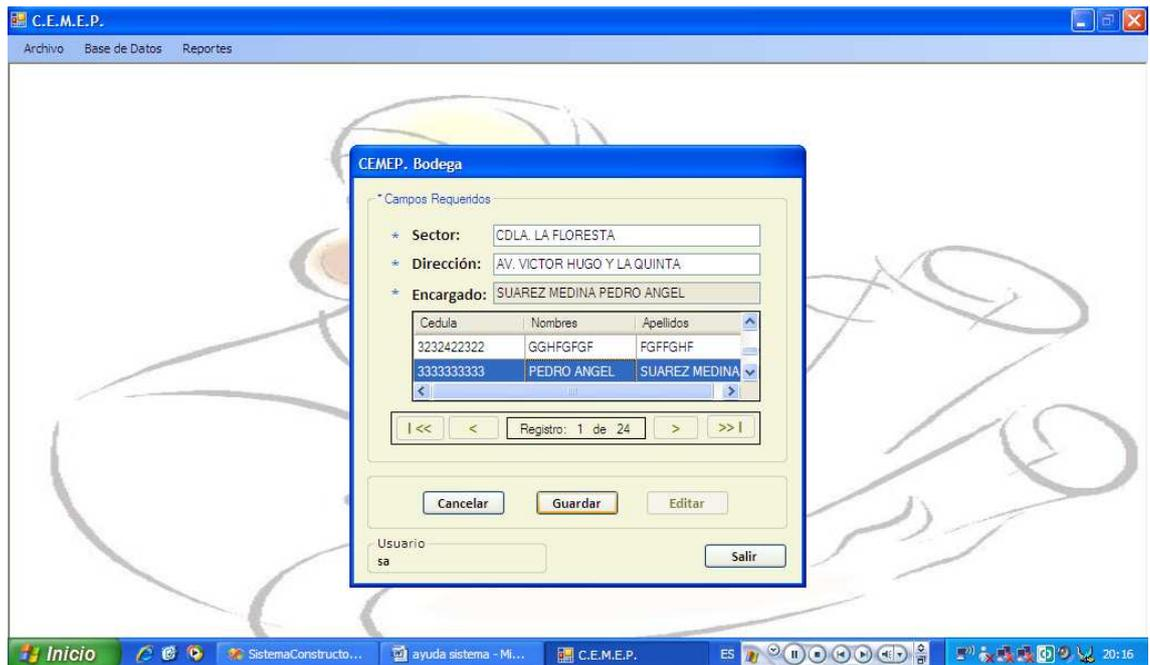 C.E.M.E.P.
Archivo Base de Datos Reportes
CEMEP. Bodega
* Campos Requeridos
* Sector: CDLA. LA FLORESTA
* Dirección: AV. VICTOR HUGO Y LA QUINTA
* Encargado: SUAREZ MEDINA PEDRO ANGEL
Cedula Nombres Apellidos
3232422322 GGHFGFGF FGFFGHF
3333333333 PEDRO ANGEL SUAREZ MEDINA
|<< < Registro: 1 de 24 > >>|
Cancelar Guardar Editar
Usuario
sa
Salir
Inicio SistemaConstructo... ayuda sistema - Mi... C.E.M.E.P. ES 20:16